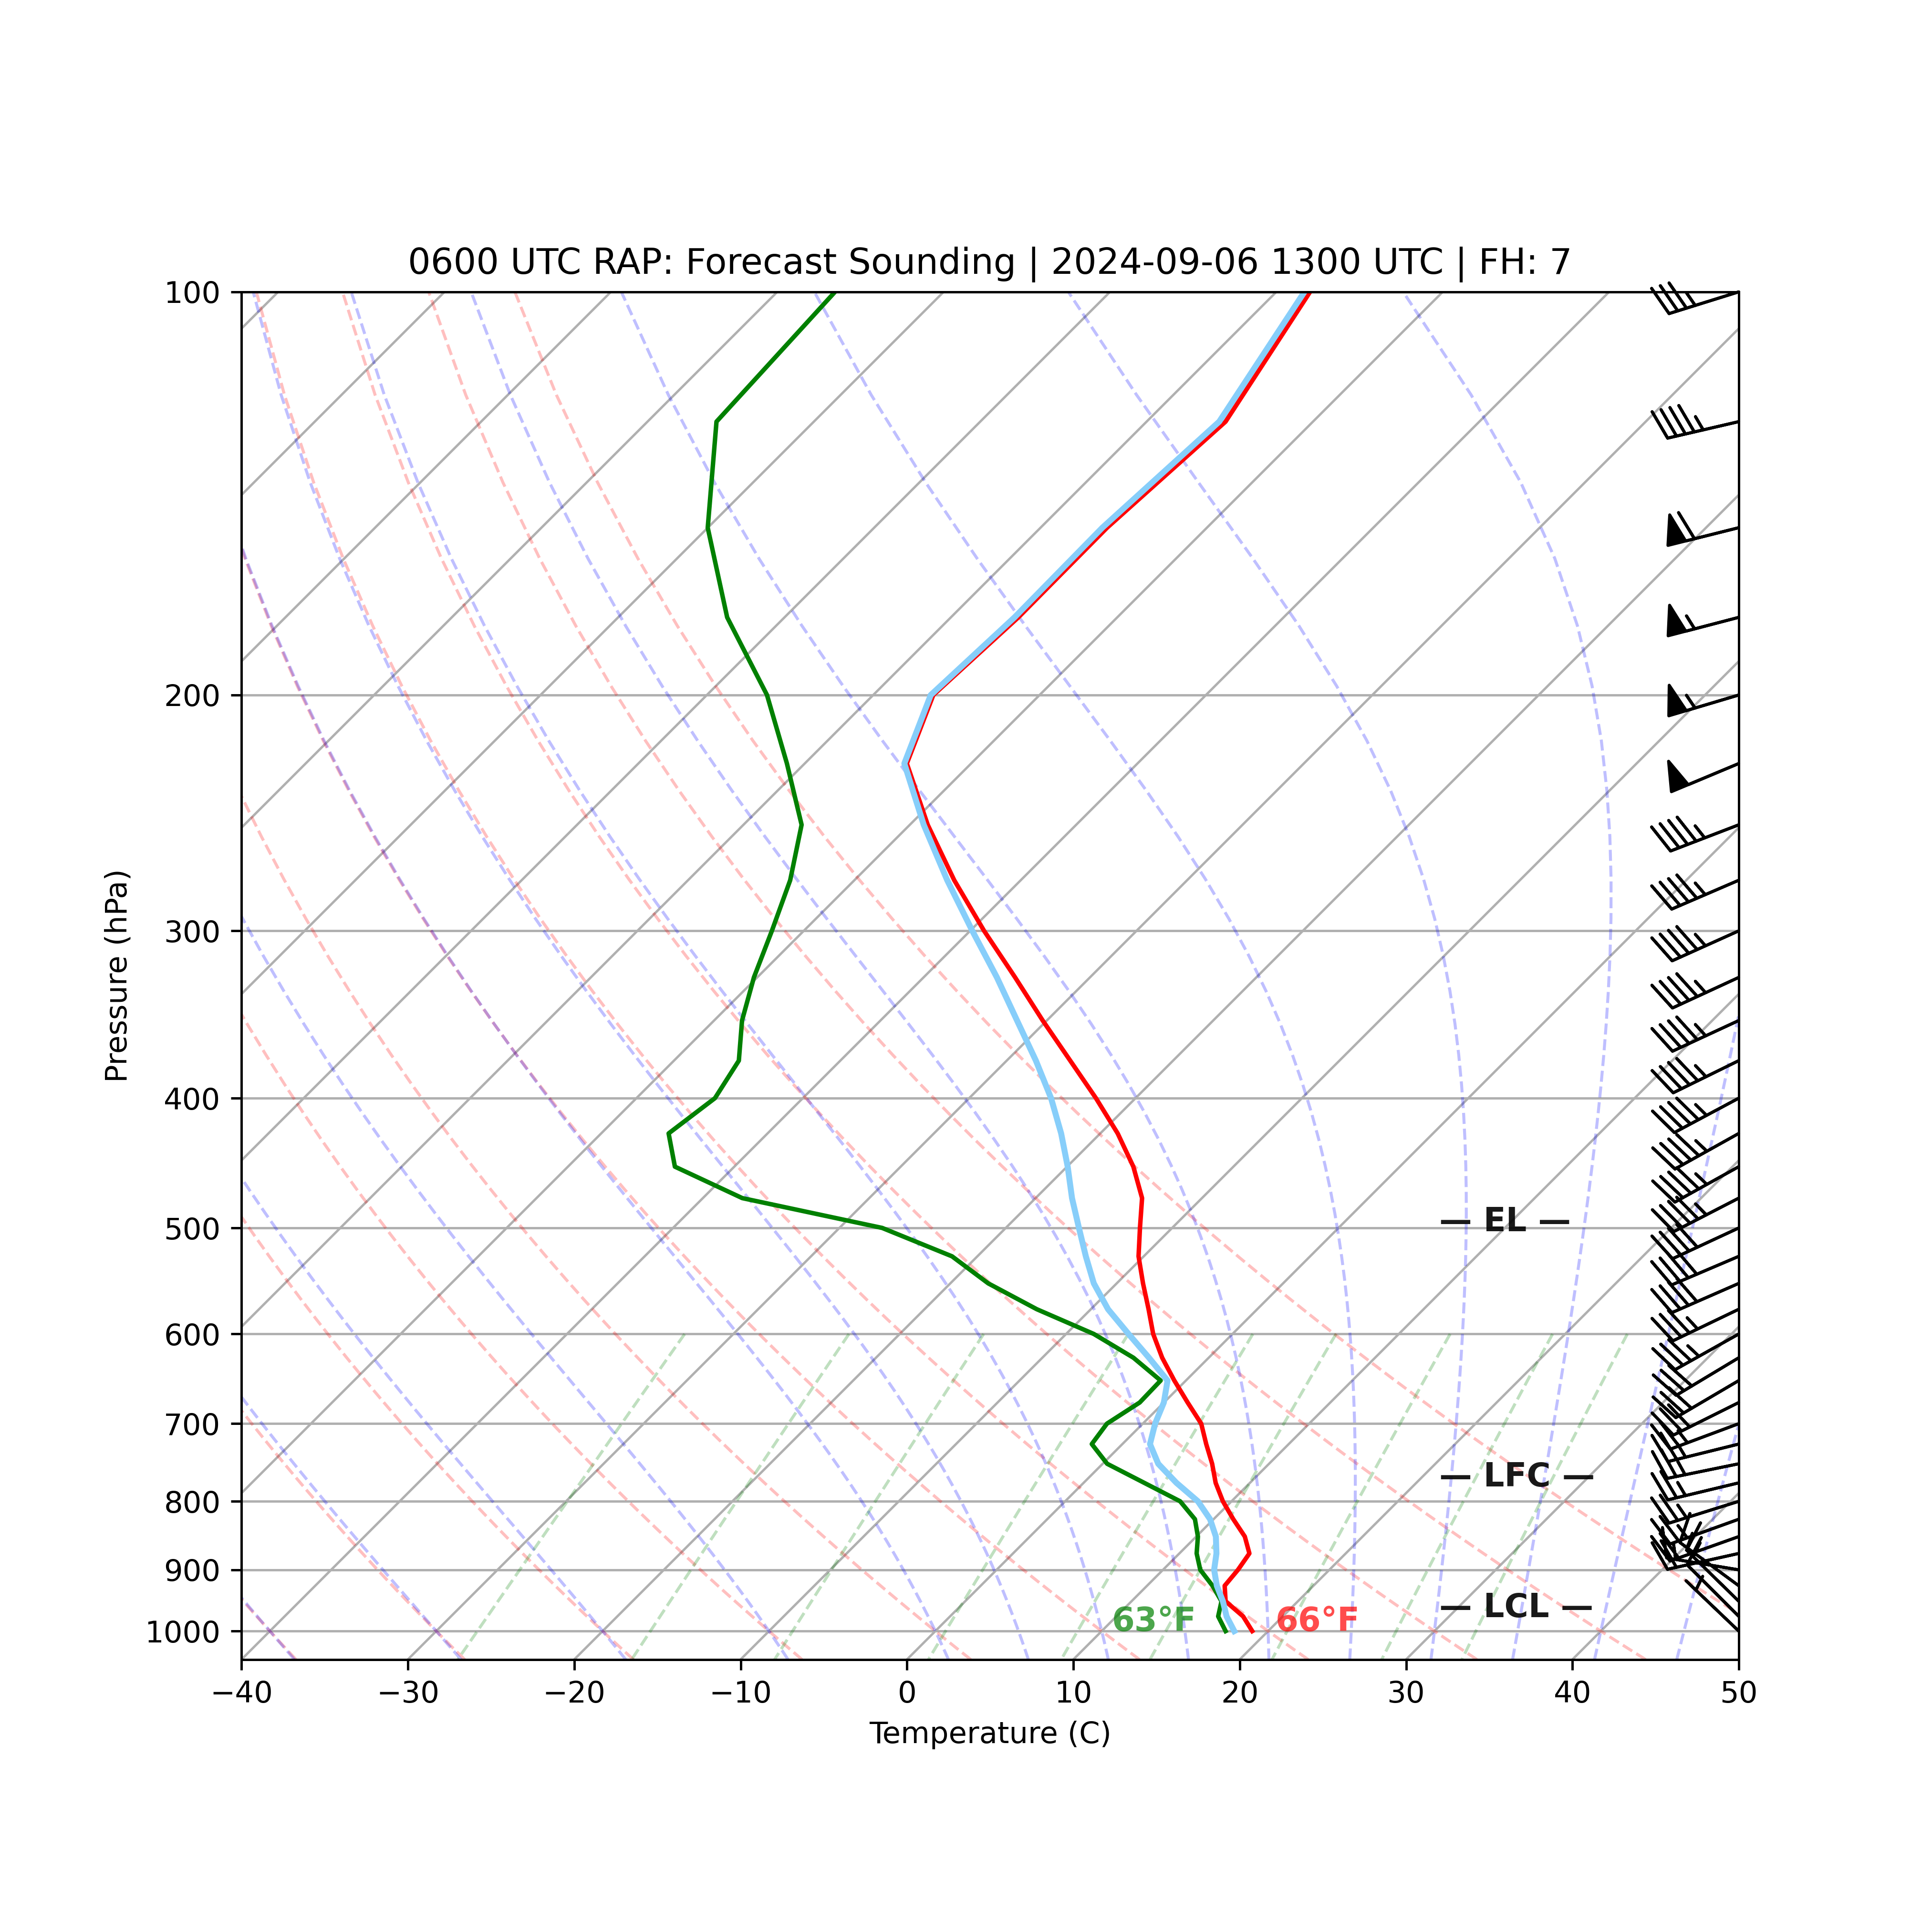 0600 UTC RAP: Forecast Sounding | 2024-09-06 1300 UTC | FH: 7
100
200
300
400
500
600
700
800
900
1000
Pressure (hPa)
— EL —
— LFC —
— LCL —
63°F 66°F
−40 −30 −20 −10 0 10 20 30 40 50
Temperature (C)